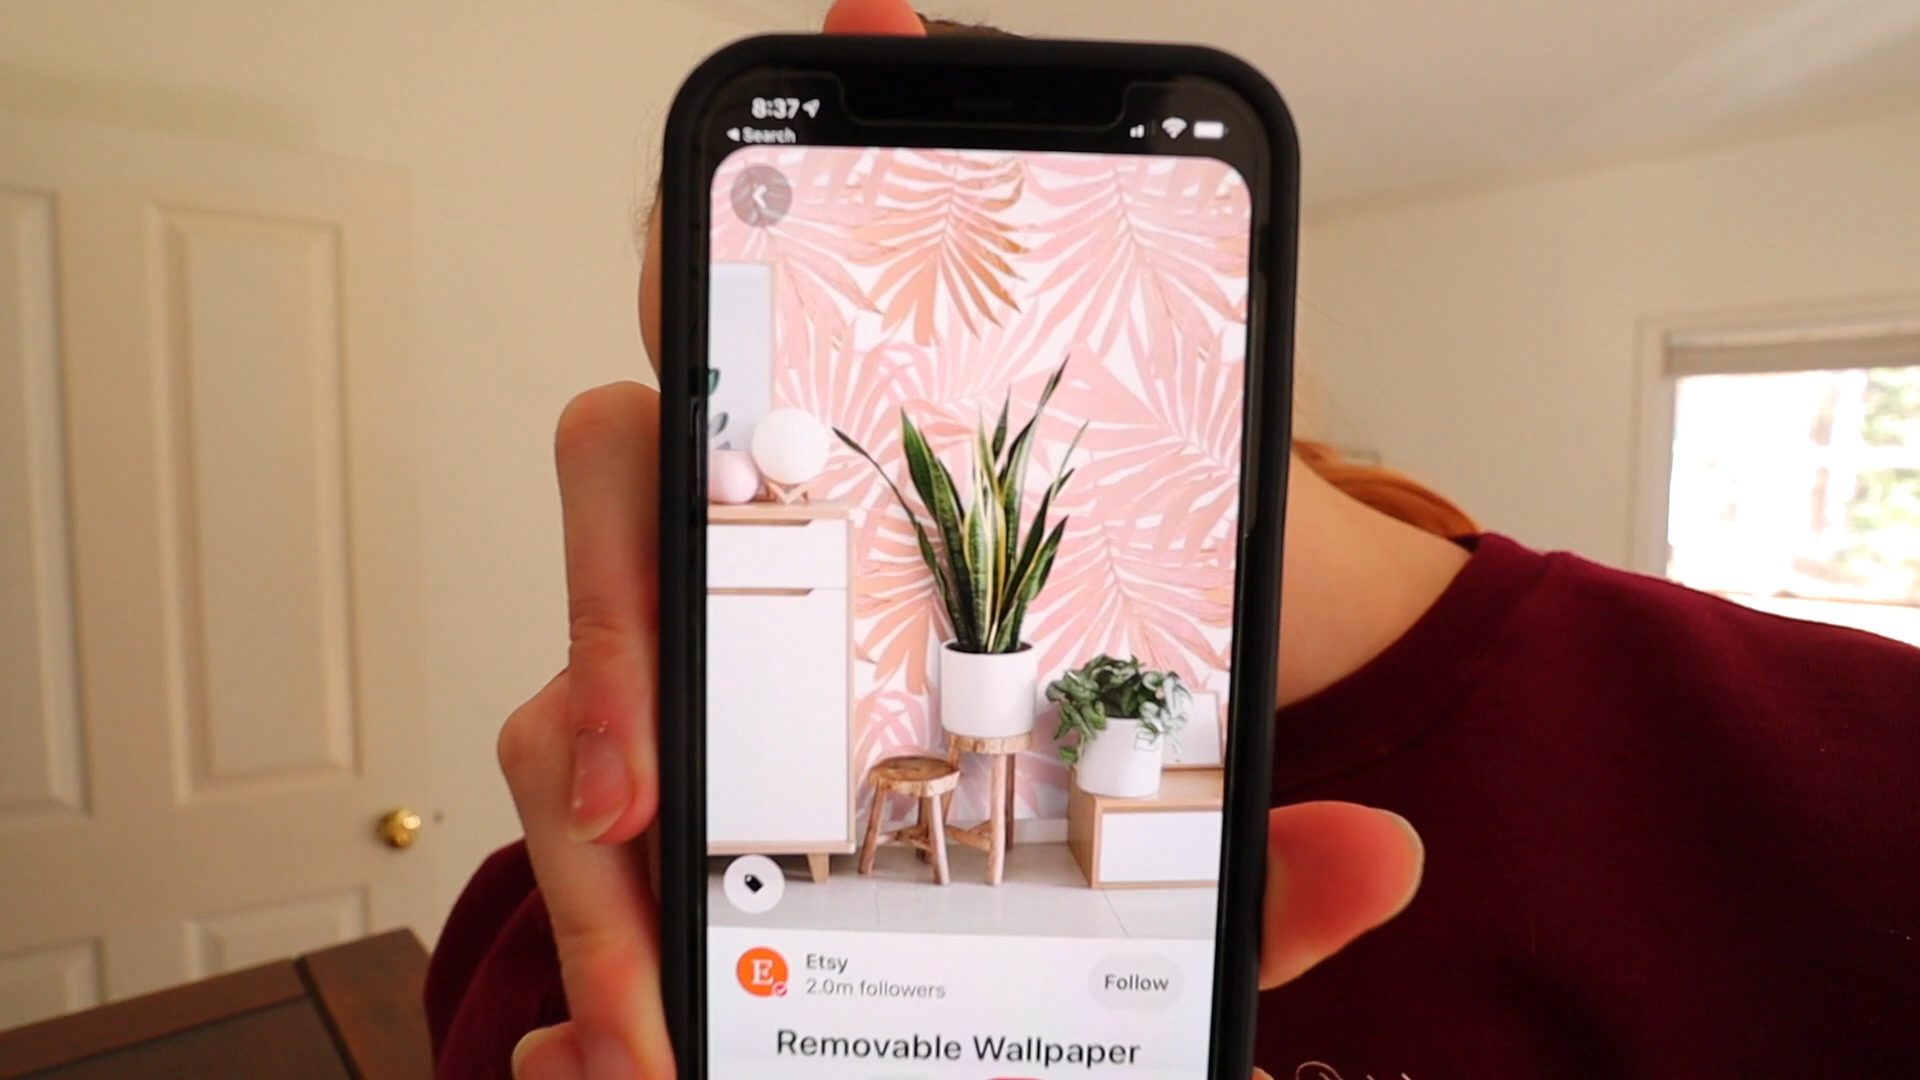 8:37
Search
E
Etsy
2.0m followers
Follow
Removable Wallpaper